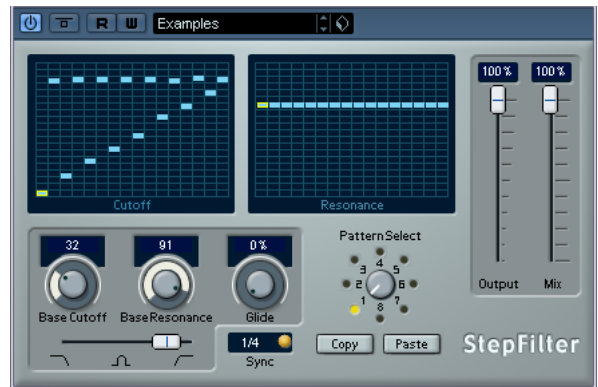 R W Examples
100 % 100 %
Cutoff Resonance
32 91 0 %
Pattern Select
3 4 5
2 6
1 8 7
Output Mix
Base Cutoff Base Resonance Glide
1/4 Copy Paste StepFilter
Sync